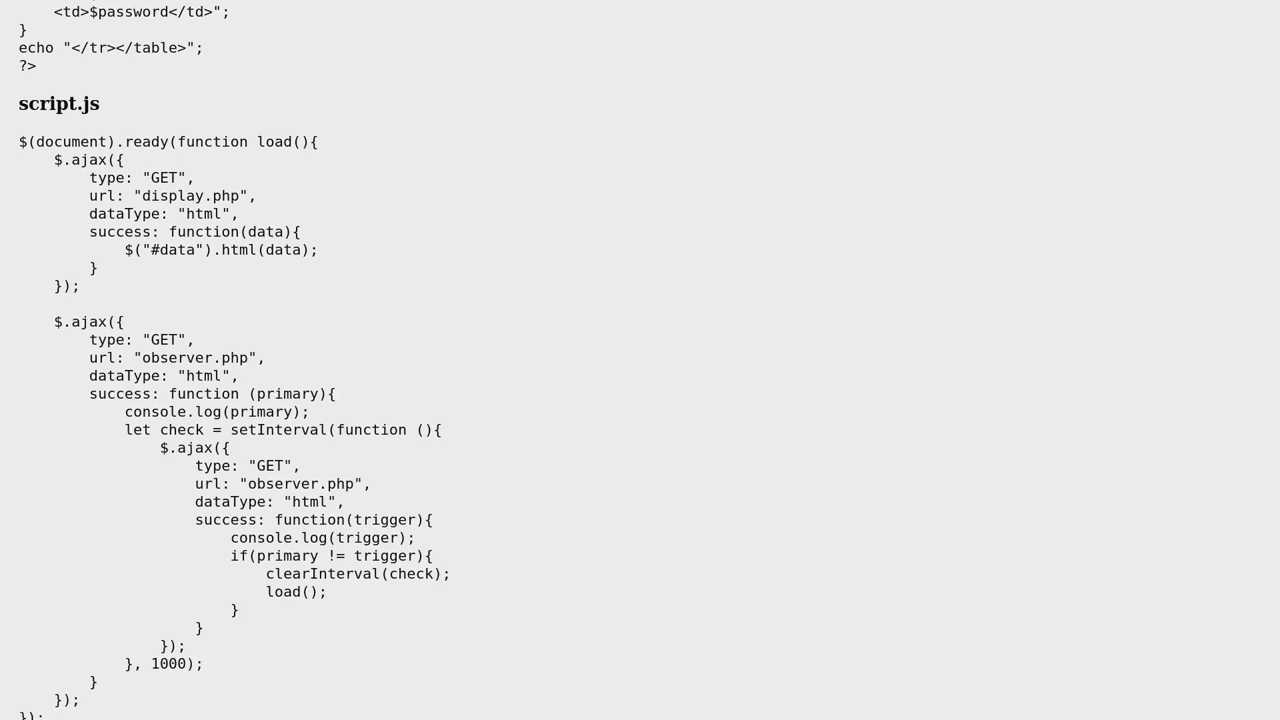 <td>$password</td>";
}
echo "</tr></table>";
?>
script.js
$(document).ready(function load(){
    $.ajax({
        type: "GET",
        url: "display.php",
        dataType: "html",
        success: function(data){
            $("#data").html(data);
        }
    });

    $.ajax({
        type: "GET",
        url: "observer.php",
        dataType: "html",
        success: function (primary){
            console.log(primary);
            let check = setInterval(function (){
                $.ajax({
                    type: "GET",
                    url: "observer.php",
                    dataType: "html",
                    success: function(trigger){
                        console.log(trigger);
                        if(primary != trigger){
                            clearInterval(check);
                            load();
                        }
                    }
                });
            }, 1000);
        }
    });
});